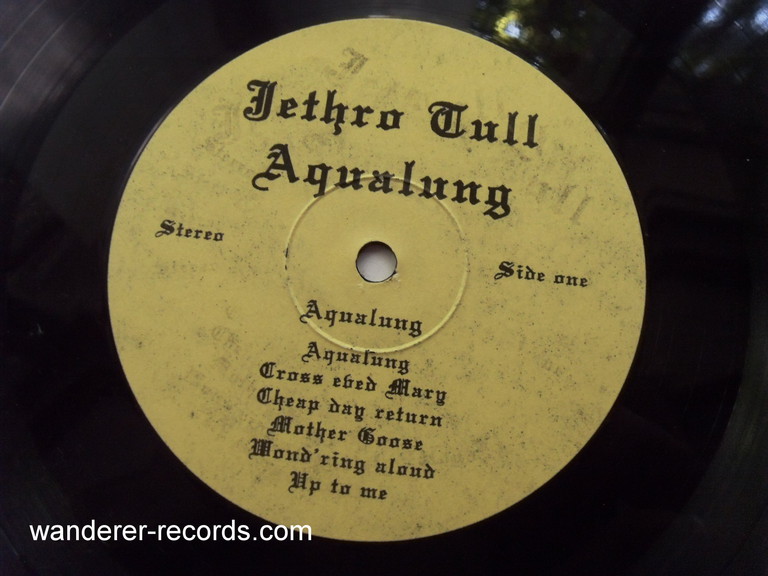 Jethro Tull
Aqualung
Stereo
Side one
Aqualung
Aqualung
Cross eved Mary
Cheap day return
Mother Goose
Wond'ring aloud
Up to me
wanderer-records.com